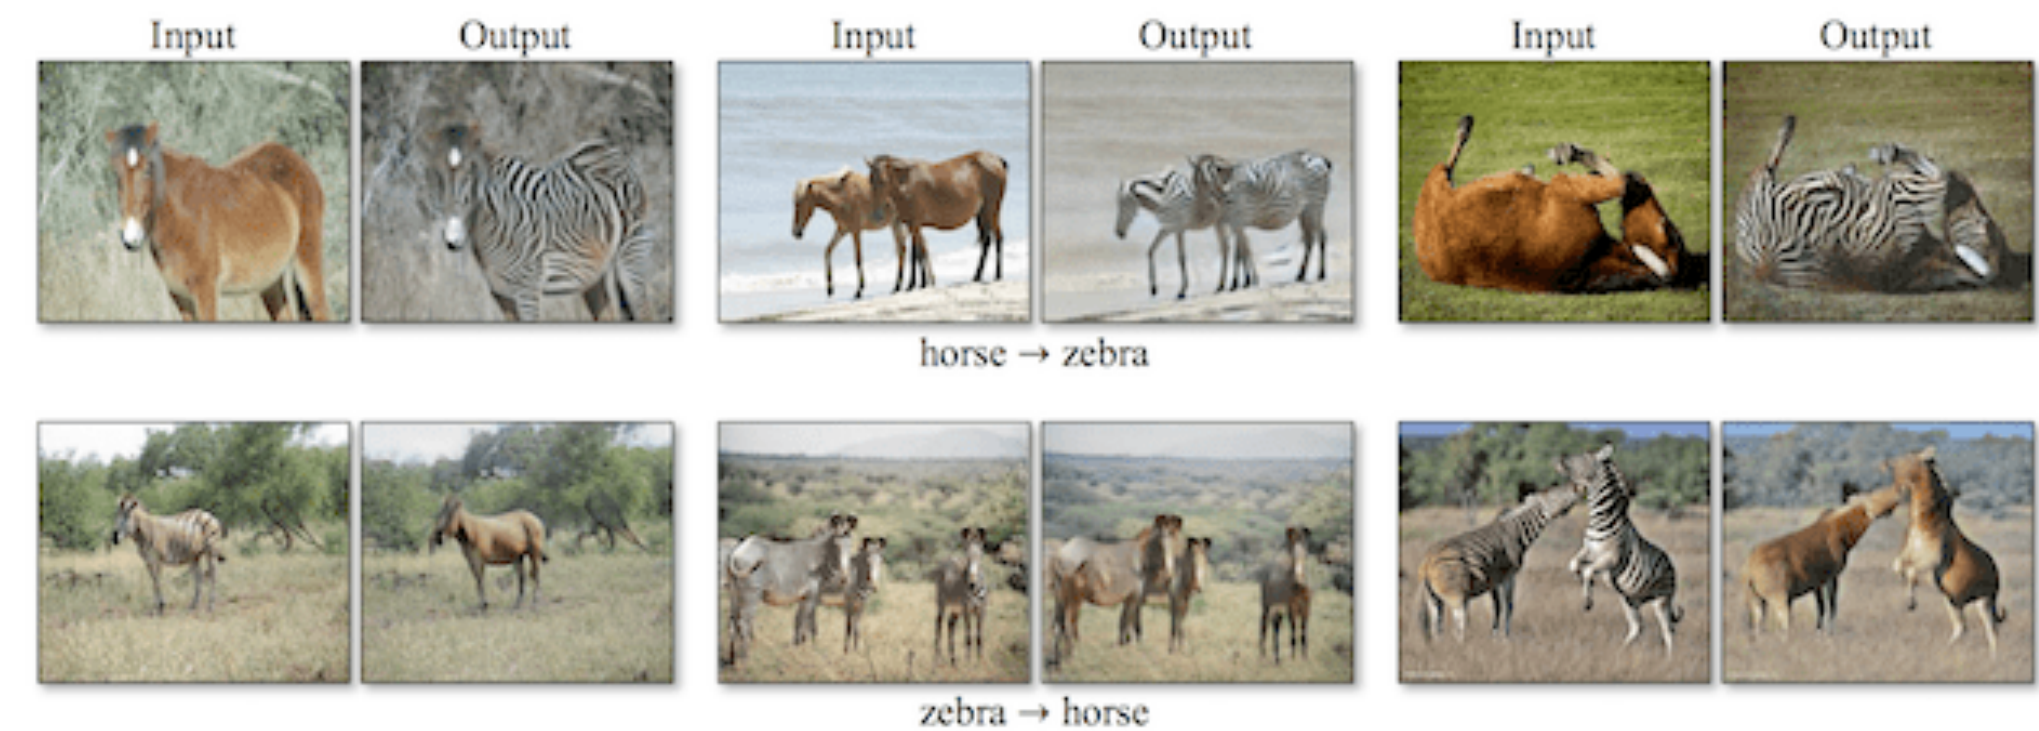 Input Output Input Output Input Output
horse → zebra
zebra → horse